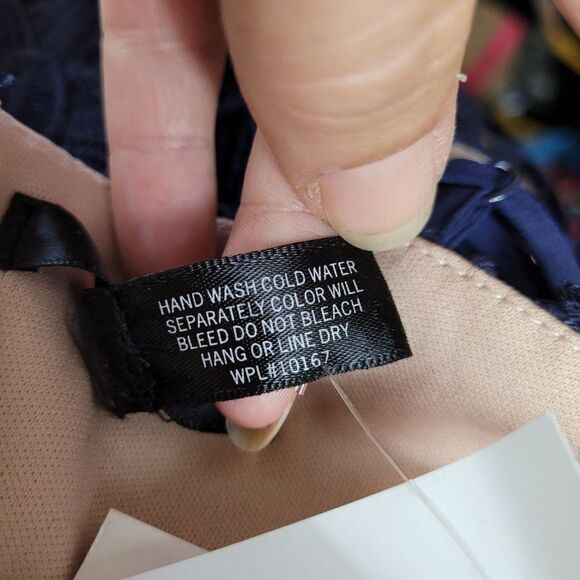 HAND WASH COLD WATER
SEPARATELY COLOR WILL
BLEED DO NOT BLEACH
HANG OR LINE DRY
WPL#10167